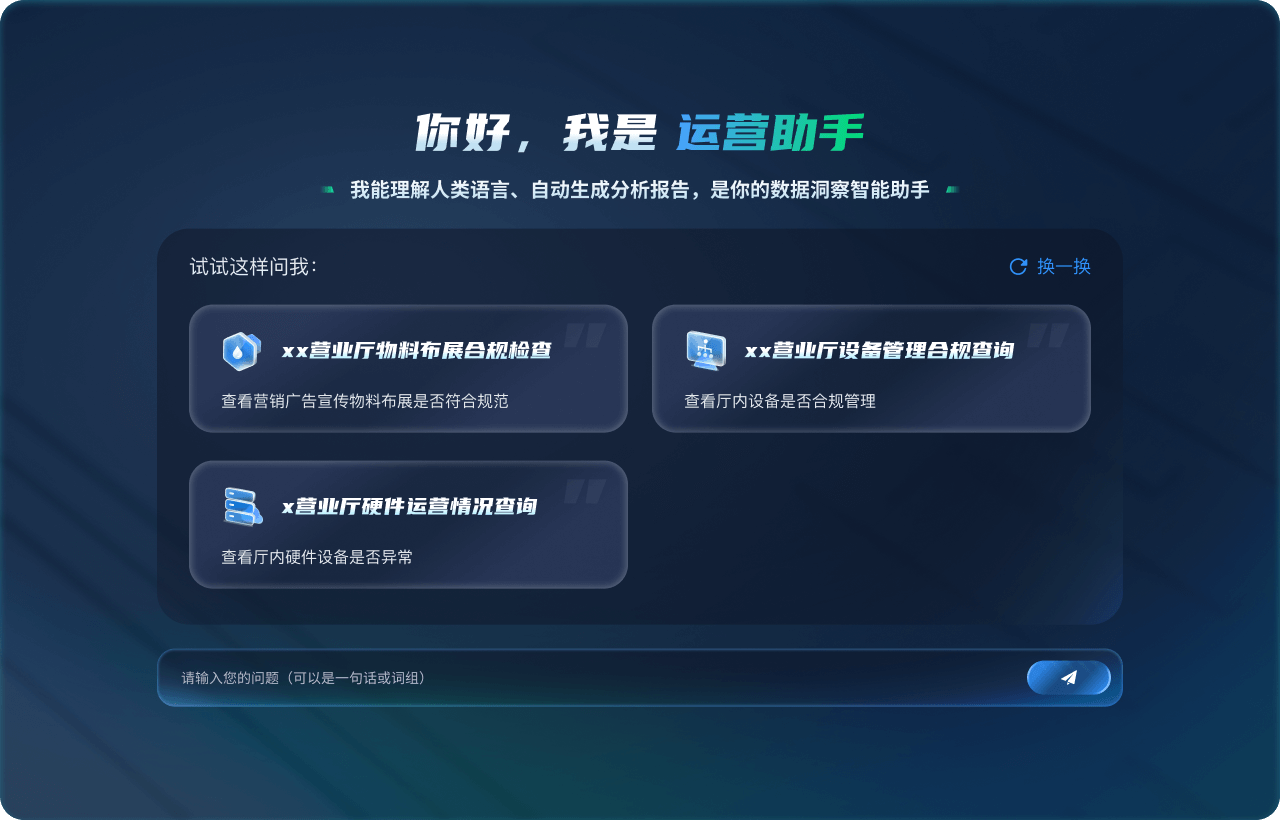 你好，我是 运营助手
我能理解人类语言、自动生成分析报告，是你的数据洞察智能助手
试试这样问我：
换一换
xx营业厅物料布展合规检查
查看营销广告宣传物料布展是否符合规范
xx营业厅设备管理合规查询
查看厅内设备是否合规管理
x营业厅硬件运营情况查询
查看厅内硬件设备是否异常
请输入您的问题（可以是一句话或词组）